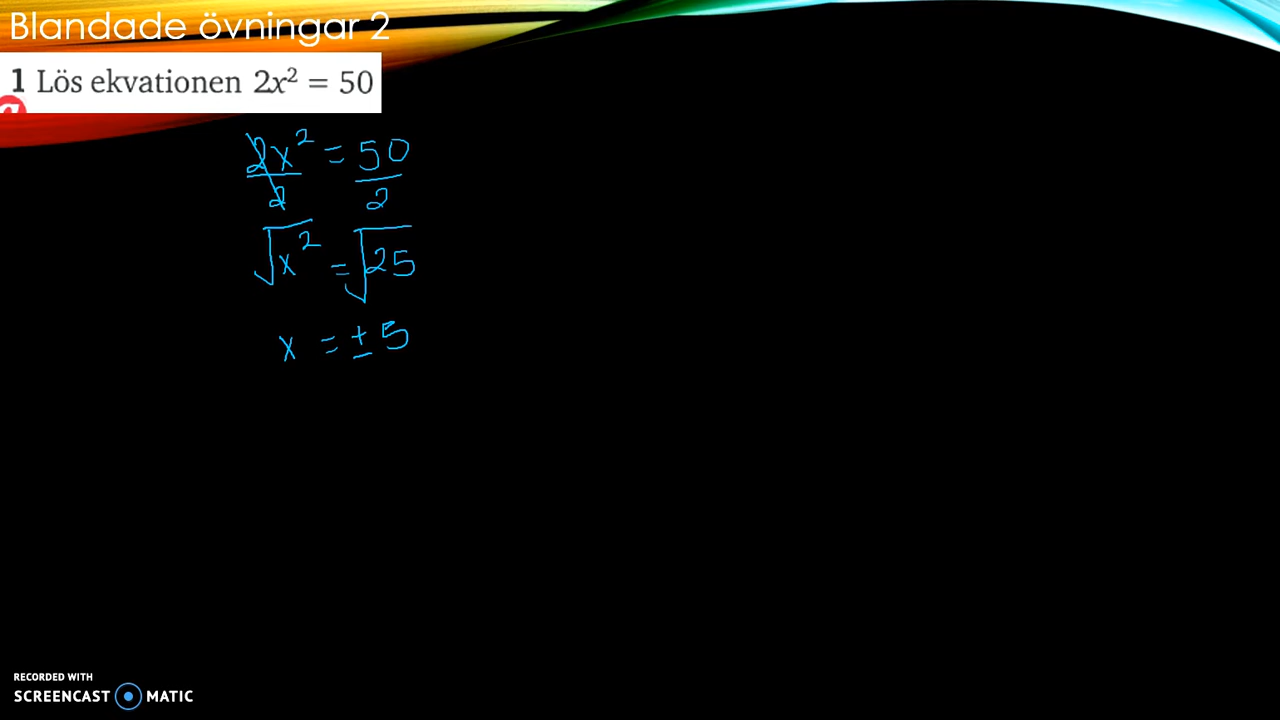 Blandade övningar 2
1 Lös ekvationen 2x² = 50
2x² = 50
2 2
√x² = √25
x = ± 5
RECORDED WITH
SCREENCAST MATIC